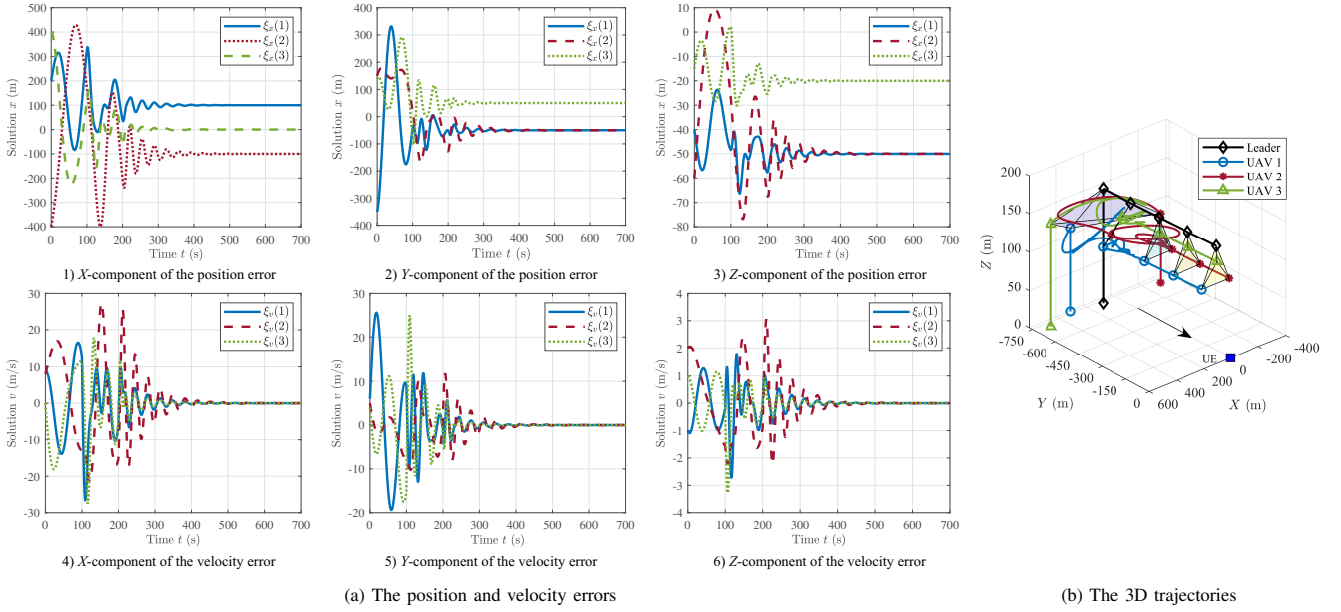 500
400
300
200
100
0
-100
-200
-300
400
Solution x (m)
ξx(1)
ξx(2)
ξx(3)
0 100 200 300 400 500 600 700
Time t (s)
1) X-component of the position error
400
300
200
100
0
-100
-200
-300
-400
Solution x (m)
ξx(1)
ξx(2)
ξx(3)
0 100 200 300 400 500 600 700
Time t (s)
2) Y-component of the position error
10
0
-10
-20
-30
-40
-50
-60
-70
-80
Solution x (m)
ξx(1)
ξx(2)
ξx(3)
0 100 200 300 400 500 600 700
Time t (s)
3) Z-component of the position error
30
20
10
0
-10
-20
-30
Solution v (m/s)
ξv(1)
ξv(2)
ξv(3)
0 100 200 300 400 500 600 700
Time t (s)
4) X-component of the velocity error
30
20
10
0
-10
-20
Solution v (m/s)
ξv(1)
ξv(2)
ξv(3)
0 100 200 300 400 500 600 700
Time t (s)
5) Y-component of the velocity error
4
3
2
1
0
-1
-2
-3
-4
Solution v (m/s)
ξv(1)
ξv(2)
ξv(3)
0 100 200 300 400 500 600 700
Time t (s)
6) Z-component of the velocity error
(a) The position and velocity errors
Leader
UAV 1
UAV 2
UAV 3
200
150
100
50
0
Z (m)
-750
-600
-450
-300
-150
0
Y (m)
600
400
200
0
-200
-400
X (m)
UE
(b) The 3D trajectories